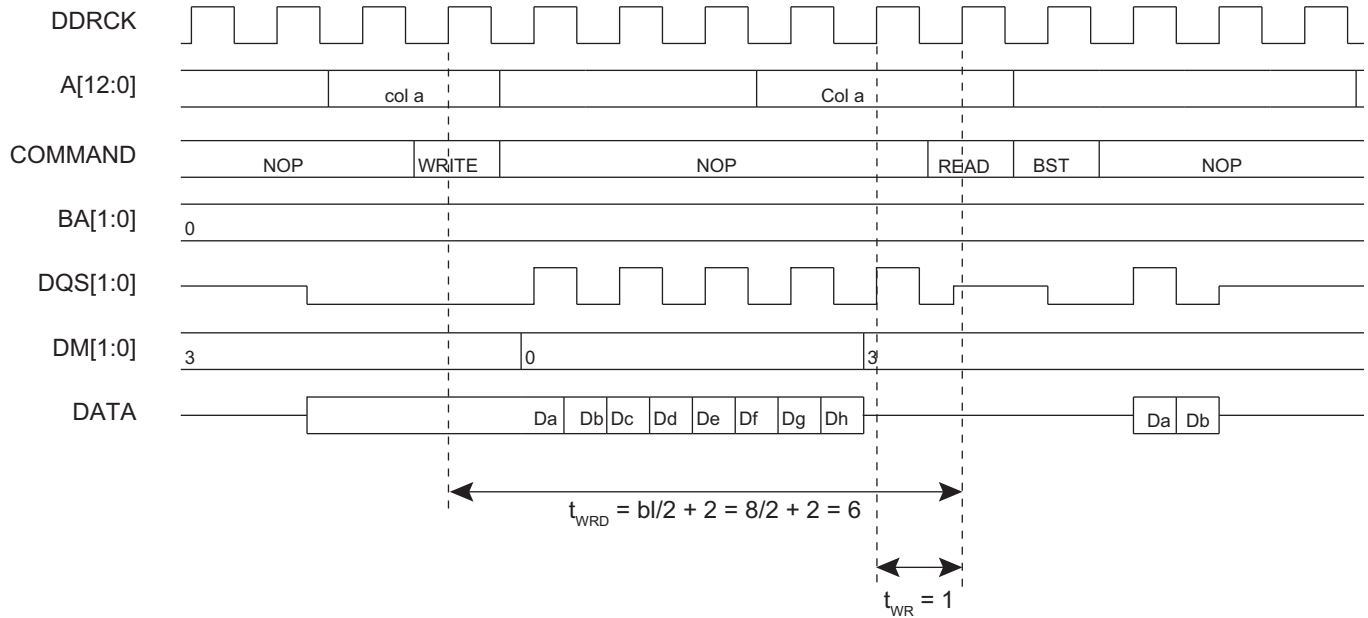 DDRCK
A[12:0] col a Col a
COMMAND NOP WRITE NOP READ BST NOP
BA[1:0] 0
DQS[1:0]
DM[1:0] 3 0 3
DATA Da Db Dc Dd De Df Dg Dh Da Db
tWRD = bl/2 + 2 = 8/2 + 2 = 6
tWR = 1